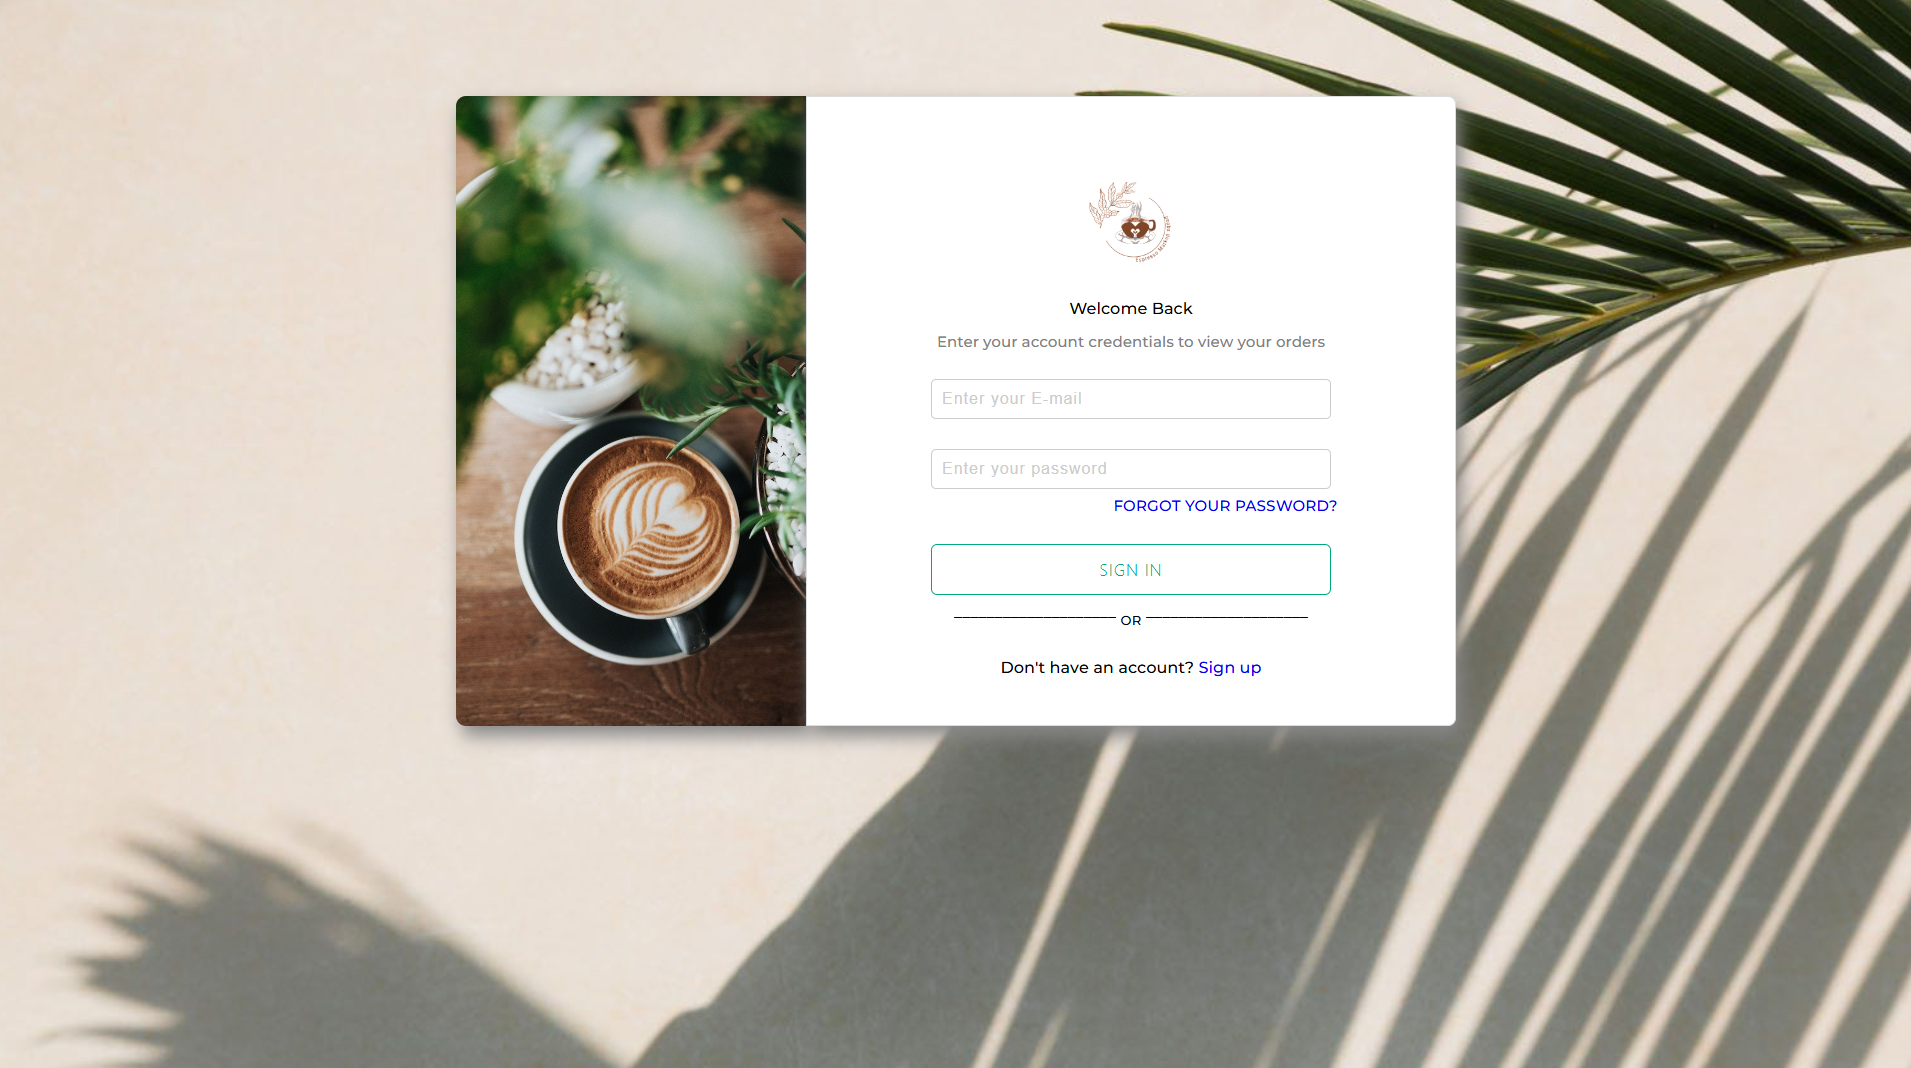 Welcome Back
Enter your account credentials to view your orders
Enter your E-mail
Enter your password
FORGOT YOUR PASSWORD?
SIGN IN
OR
Don't have an account? Sign up